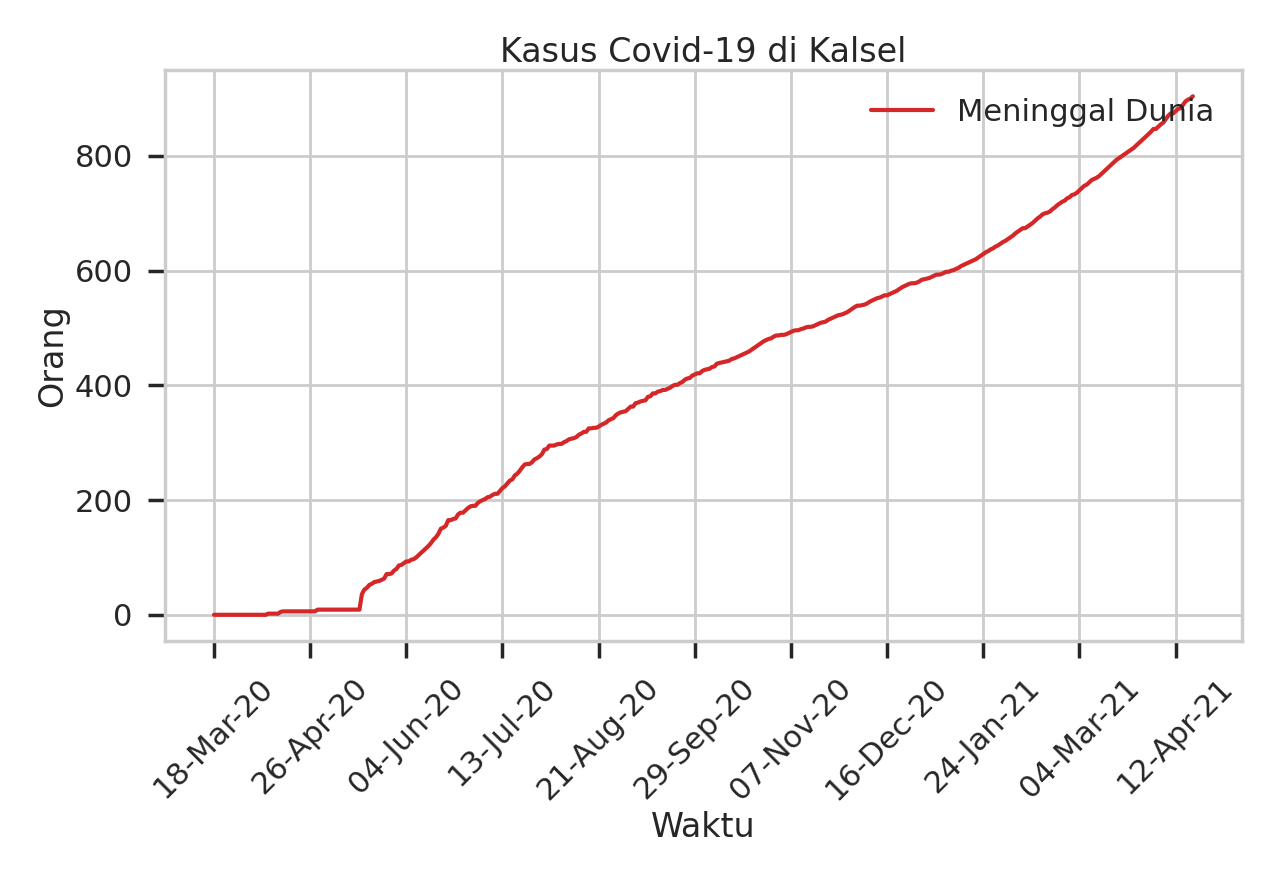 Kasus Covid-19 di Kalsel
Meninggal Dunia
Orang
800
600
400
200
0
18-Mar-20
26-Apr-20
04-Jun-20
13-Jul-20
21-Aug-20
29-Sep-20
07-Nov-20
16-Dec-20
24-Jan-21
04-Mar-21
12-Apr-21
Waktu